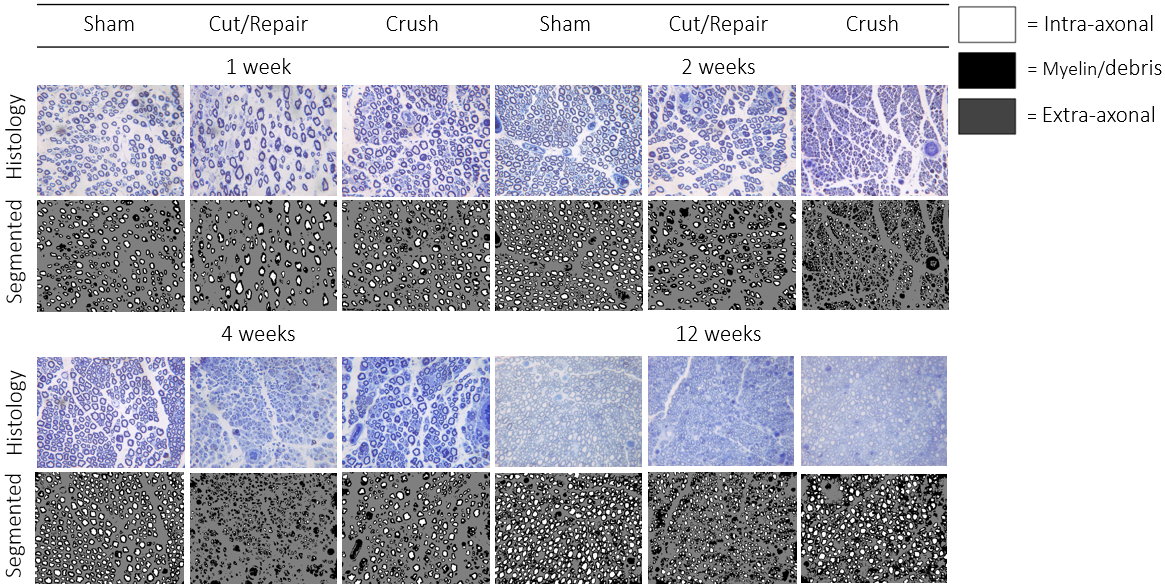 Sham Cut/Repair Crush Sham Cut/Repair Crush
= Intra-axonal
= Myelin/debris
= Extra-axonal
1 week 2 weeks
Histology
Segmented
4 weeks 12 weeks
Histology
Segmented